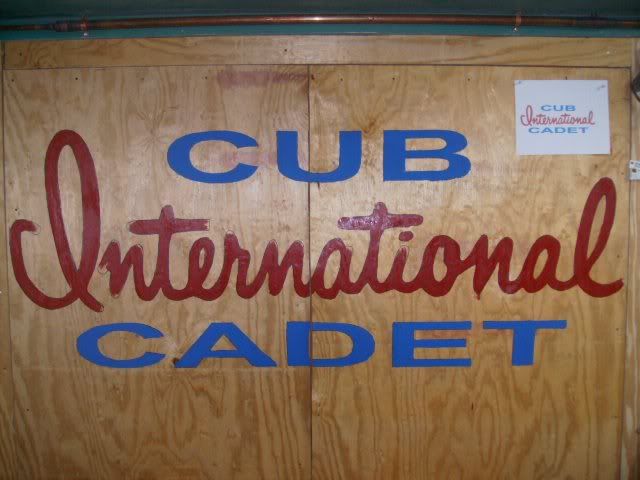 CUB
International
CADET
CUB
International
CADET